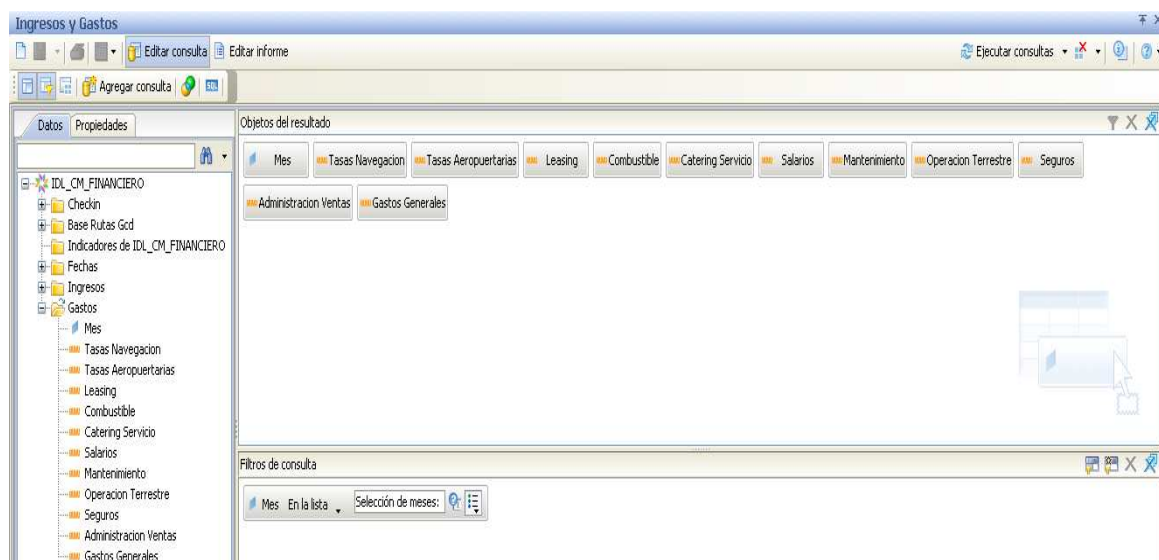 Ingresos y Gastos
Editar consulta Editar informe Ejecutar consultas
Agregar consulta SQL
Datos Propiedades
IDL_CM_FINANCIERO
Checkin
Base Rutas Gcd
Indicadores de IDL_CM_FINANCIERO
Fechas
Ingresos
Gastos
Mes
Tasas Navegacion
Tasas Aeropuertarias
Leasing
Combustible
Catering Servicio
Salarios
Mantenimiento
Operacion Terrestre
Seguros
Administracion Ventas
Gastos Generales
Objetos del resultado
Mes Tasas Navegacion Tasas Aeropuertarias Leasing Combustible Catering Servicio Salarios Mantenimiento Operacion Terrestre Seguros
Administracion Ventas Gastos Generales
Filtros de consulta
Mes En la lista Selección de meses: